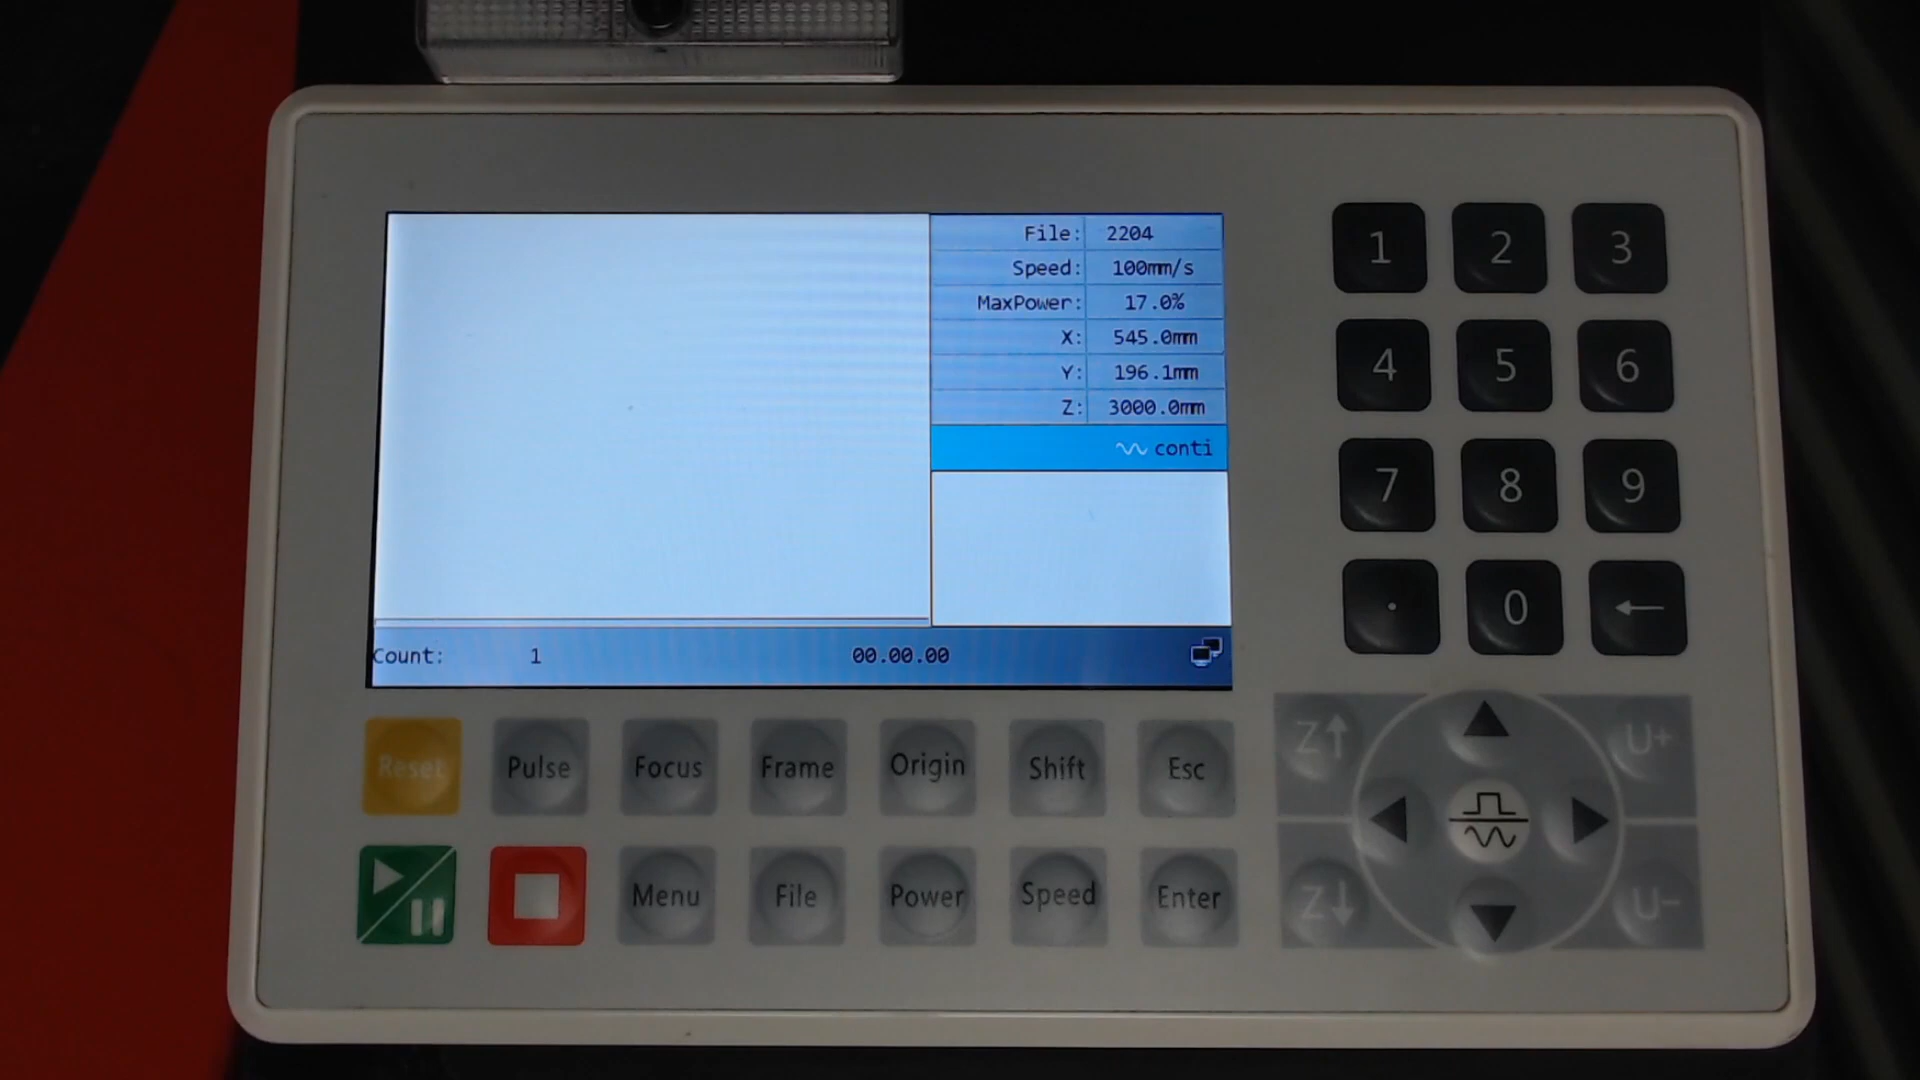 File: 2204
Speed: 100mm/s
MaxPower: 17.0%
X: 545.0mm
Y: 196.1mm
Z: 3000.0mm
conti
Count: 1 00.00.00
1 2 3
4 5 6
7 8 9
. 0 ←
Reset Pulse Focus Frame Origin Shift Esc
Menu File Power Speed Enter
Z↑ U+
Z↓ U-